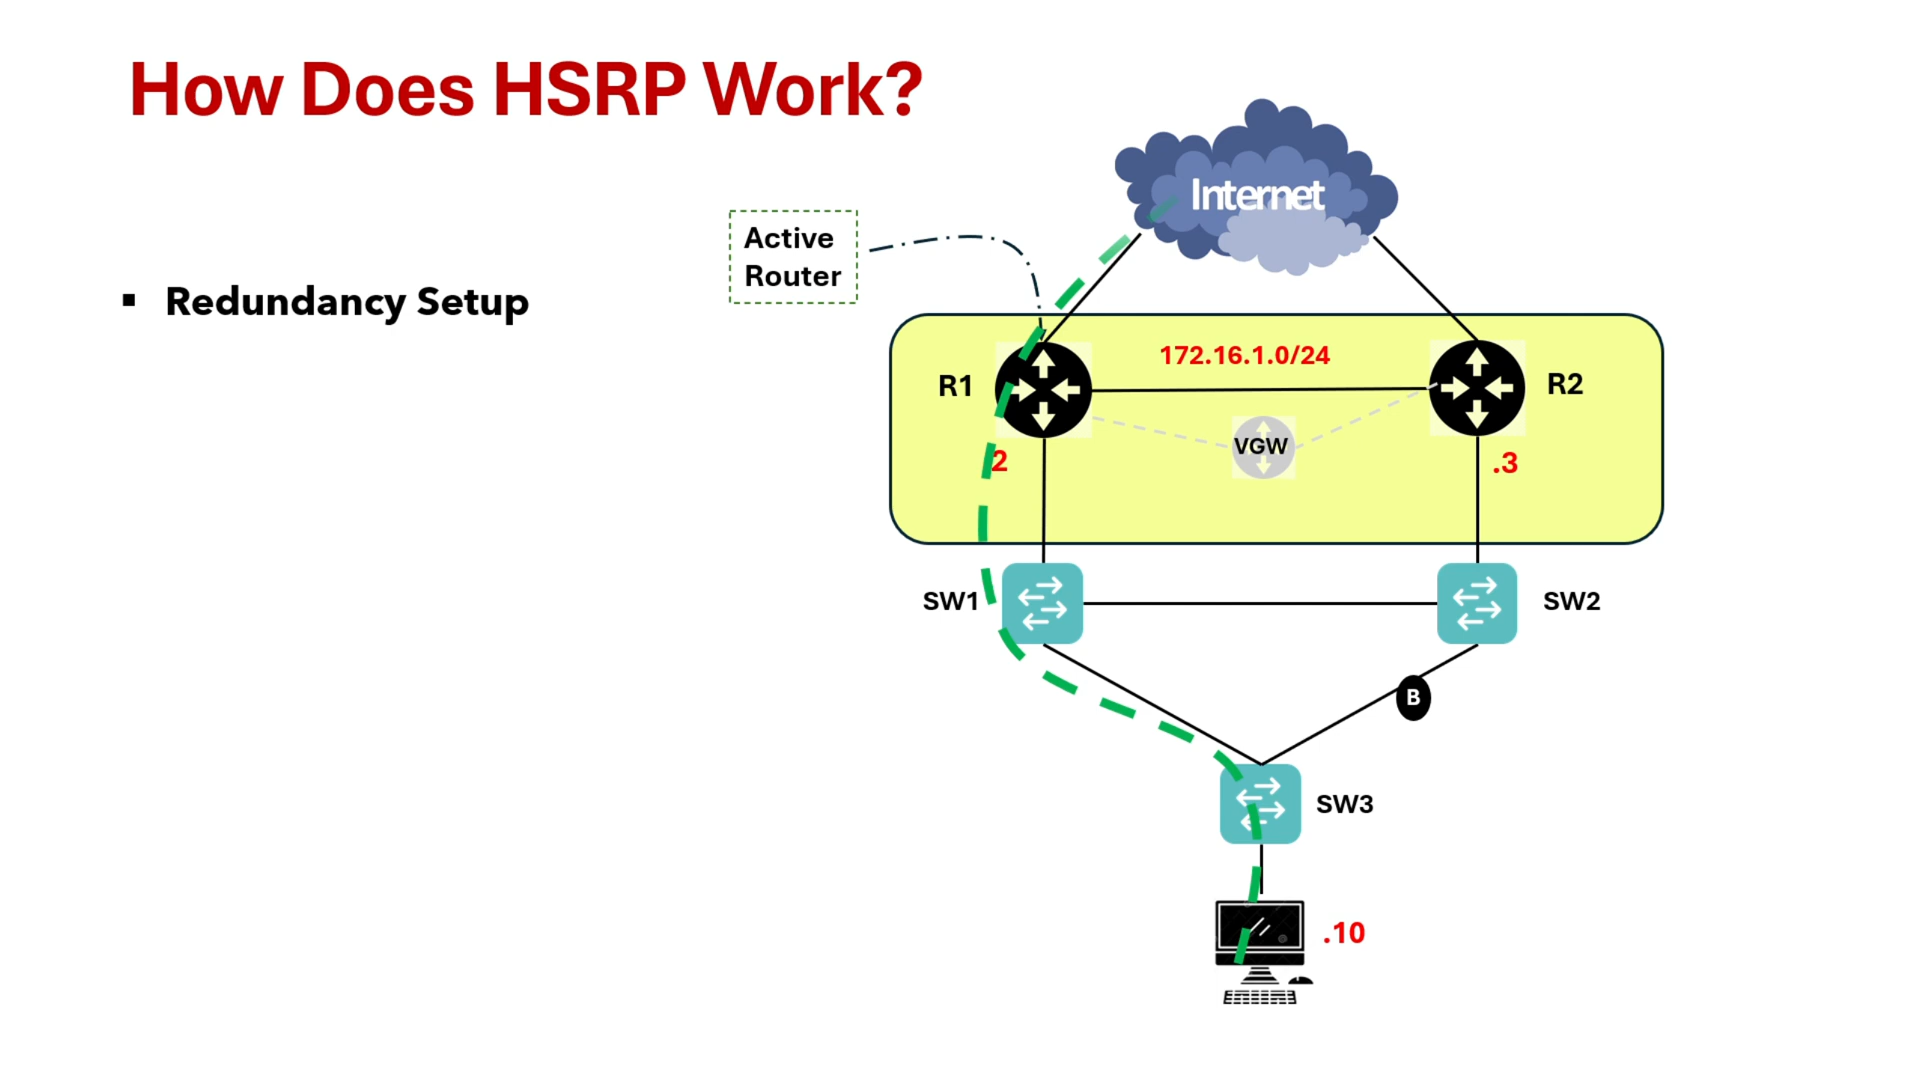 How Does HSRP Work?
Internet
Active
Router
Redundancy Setup
172.16.1.0/24
R1
R2
VGW
2
.3
SW1
SW2
B
SW3
.10